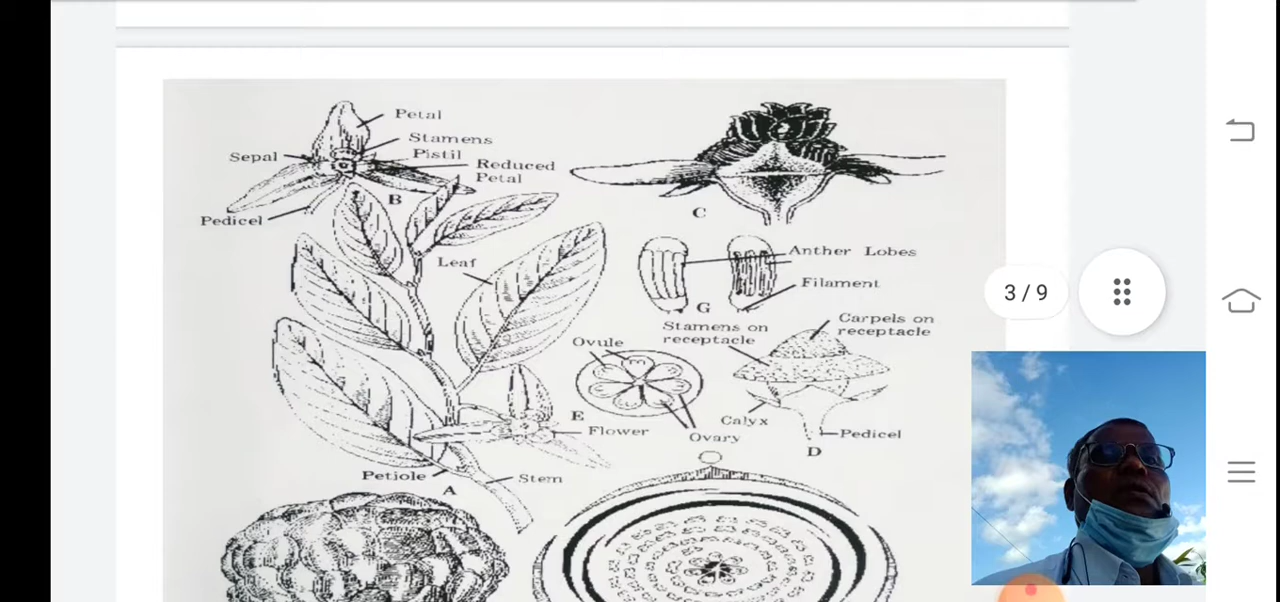 Petal
Stamens
Pistil
Sepal
Reduced
Petal
Pedicel
B
C
Leaf
Anther Lobes
Filament
G
Stamens on
receptacle
Carpels on
receptacle
Ovule
E
Flower
Calyx
Ovary
Pedicel
D
Petiole
A
Stem
3 / 9